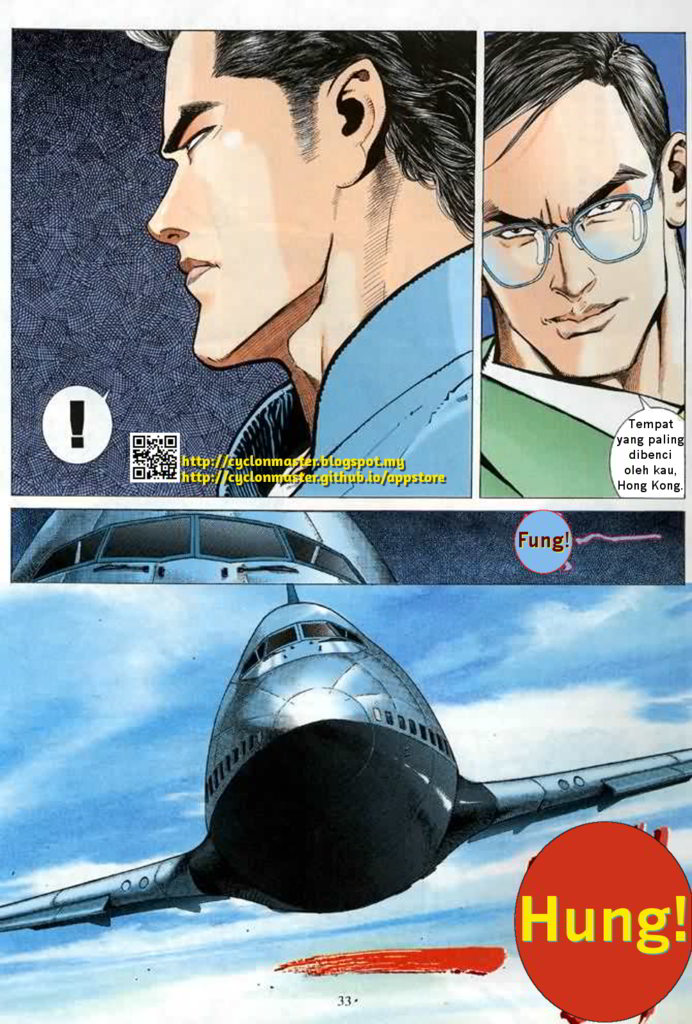 !
http://cyclonmaster.blogspot.my
http://cyclonmaster.github.io/appstore
Tempat
yang paling
dibenci
oleh kau,
Hong Kong.
Fung!
Hung!
33